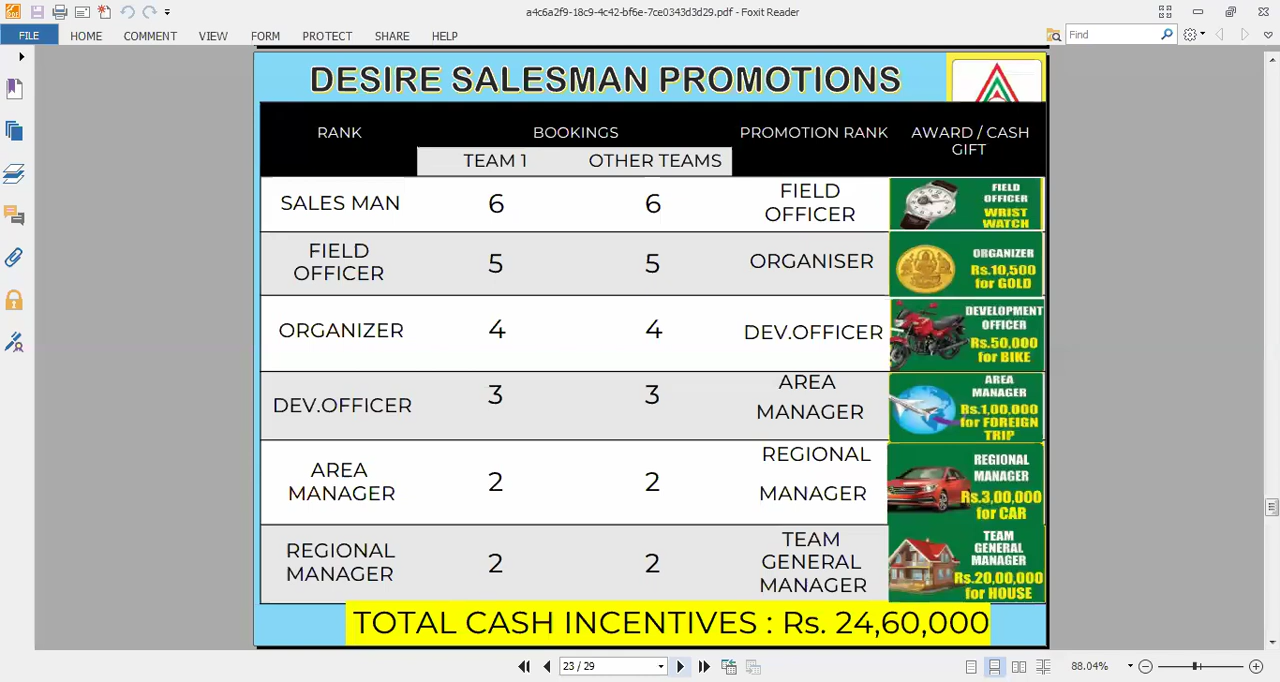 a4c6a2f9-18c9-4c42-bf6e-7ce0343d3d29.pdf - Foxit Reader
FILE HOME COMMENT VIEW FORM PROTECT SHARE HELP
Find
DESIRE SALESMAN PROMOTIONS
RANK BOOKINGS PROMOTION RANK AWARD / CASH
GIFT
TEAM 1 OTHER TEAMS
SALES MAN 6 6 FIELD
OFFICER
FIELD
OFFICER
WRIST
WATCH
FIELD
OFFICER 5 5 ORGANISER
ORGANIZER
Rs.10,500
for GOLD
ORGANIZER 4 4 DEV.OFFICER
DEVELOPMENT
OFFICER
Rs.50,000
for BIKE
DEV.OFFICER 3 3 AREA
MANAGER
AREA
MANAGER
Rs.1,00,000
for FOREIGN
TRIP
AREA
MANAGER 2 2 REGIONAL
MANAGER
REGIONAL
MANAGER
Rs.3,00,000
for CAR
REGIONAL
MANAGER 2 2 TEAM
GENERAL
MANAGER
TEAM
GENERAL
MANAGER
Rs.20,00,000
for HOUSE
TOTAL CASH INCENTIVES : Rs. 24,60,000
23 / 29
88.04%